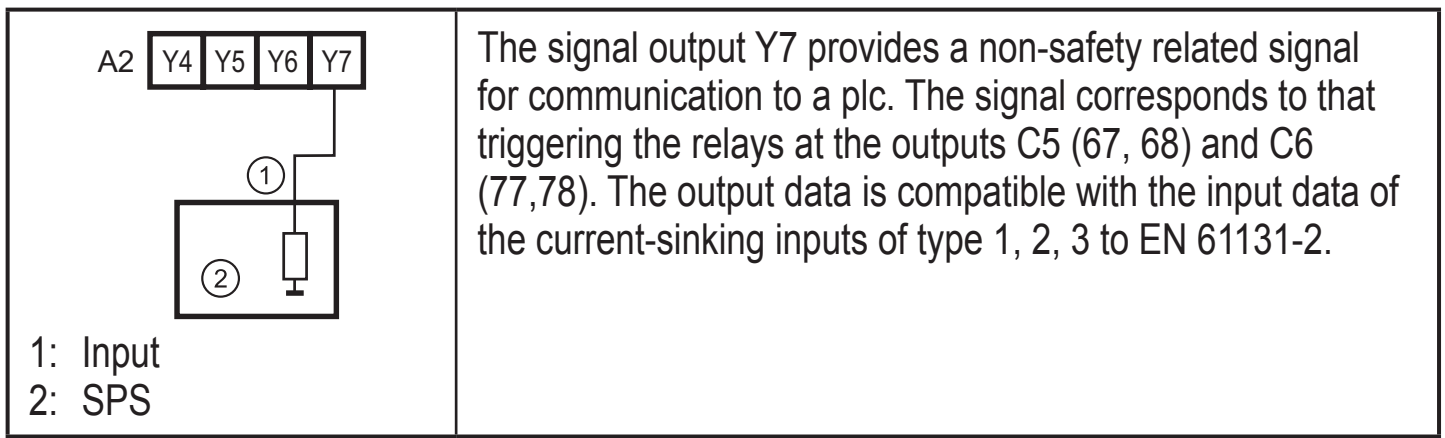 A2 Y4 Y5 Y6 Y7
1
2
1: Input
2: SPS
The signal output Y7 provides a non-safety related signal
for communication to a plc. The signal corresponds to that
triggering the relays at the outputs C5 (67, 68) and C6
(77,78). The output data is compatible with the input data of
the current-sinking inputs of type 1, 2, 3 to EN 61131-2.